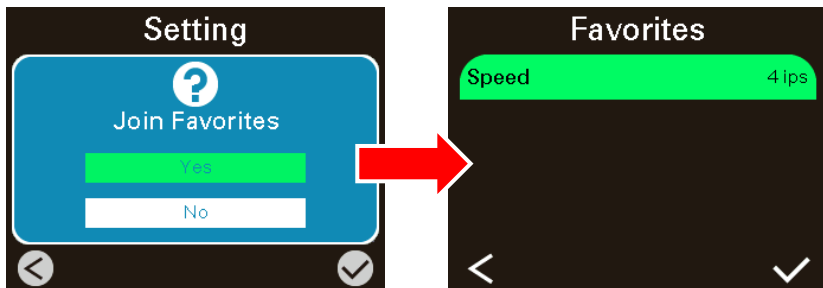 Setting
?
Join Favorites
Yes
No
Favorites
Speed 4 ips